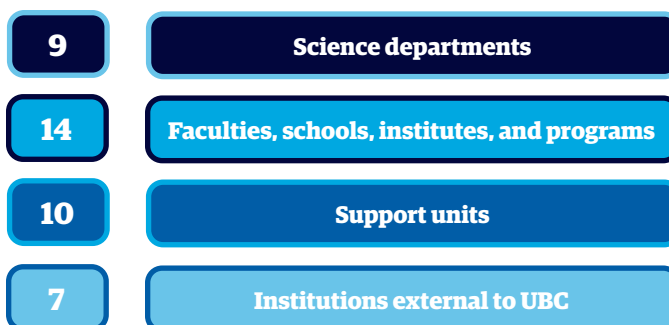 9 Science departments
14 Faculties, schools, institutes, and programs
10 Support units
7 Institutions external to UBC